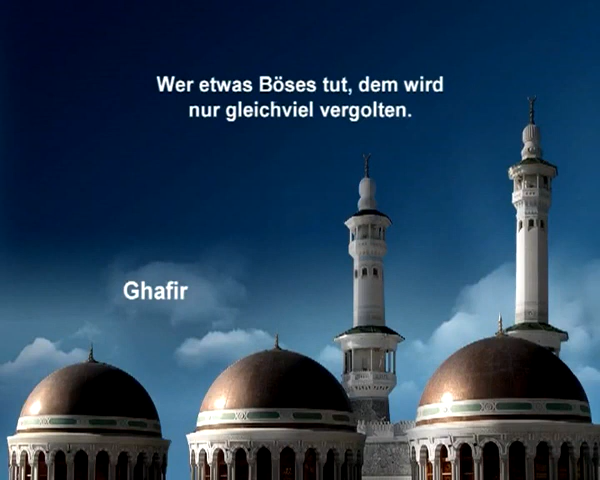 Wer etwas Böses tut, dem wird
nur gleichviel vergolten.
Ghafir